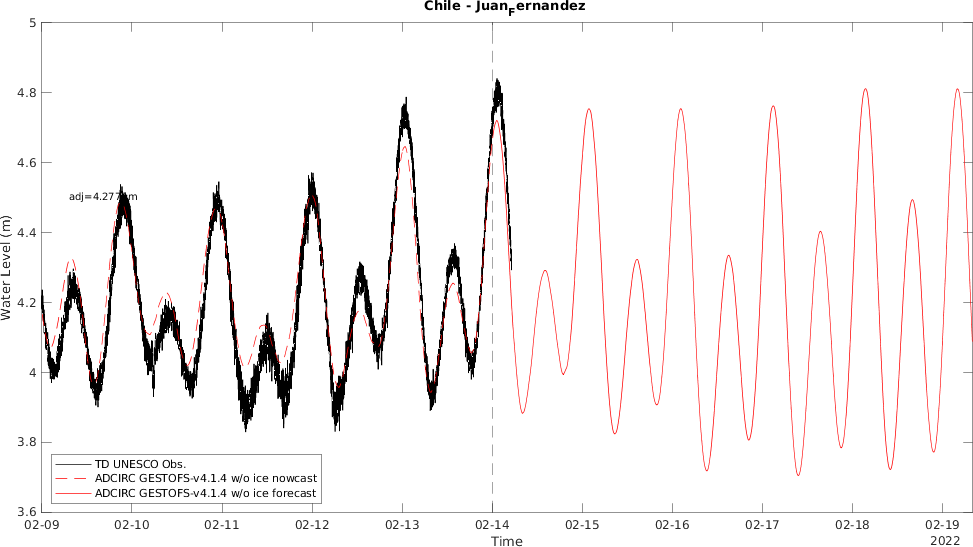 Chile - Juan_Fernandez
5
4.8
4.6
4.4
4.2
4
3.8
3.6
Water Level (m)
adj=4.277 m
TD UNESCO Obs.
ADCIRC GESTOFS-v4.1.4 w/o ice nowcast
ADCIRC GESTOFS-v4.1.4 w/o ice forecast
02-09 02-10 02-11 02-12 02-13 02-14 02-15 02-16 02-17 02-18 02-19
Time
2022